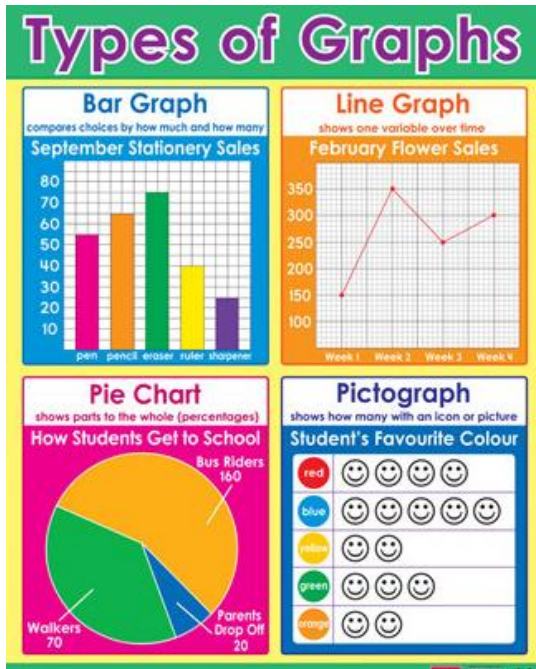 Types of Graphs
Bar Graph
compares choices by how much and how many
September Stationery Sales
80
70
60
50
40
30
20
10
pen pencil eraser ruler sharpener
Line Graph
shows one variable over time
February Flower Sales
350
300
250
200
150
100
Week 1 Week 2 Week 3 Week 4
Pie Chart
shows parts to the whole (percentages)
How Students Get to School
Bus Riders
160
Walkers
70
Parents
Drop Off
20
Pictograph
shows how many with an icon or picture
Student's Favourite Colour
red
blue
yellow
green
orange